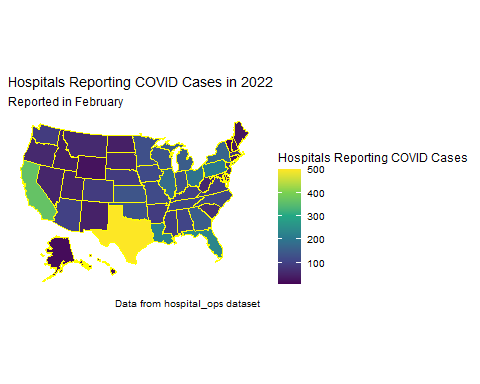 Hospitals Reporting COVID Cases in 2022
Reported in February
Hospitals Reporting COVID Cases
500
400
300
200
100
Data from hospital_ops dataset